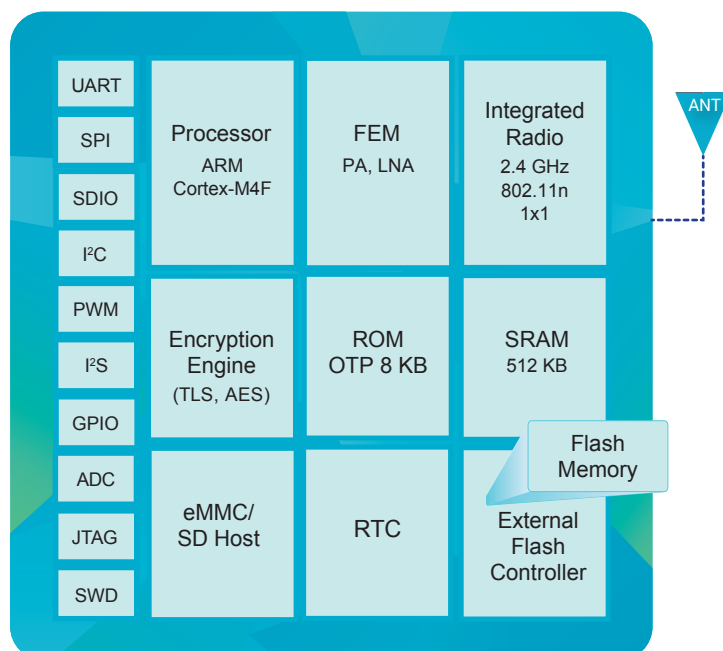 UART
SPI
SDIO
I²C
PWM
I²S
GPIO
ADC
JTAG
SWD
Processor
ARM
Cortex-M4F
FEM
PA, LNA
Integrated
Radio
2.4 GHz
802.11n
1x1
ANT
Encryption
Engine
(TLS, AES)
ROM
OTP 8 KB
SRAM
512 KB
Flash
Memory
eMMC/
SD Host
RTC
External
Flash
Controller